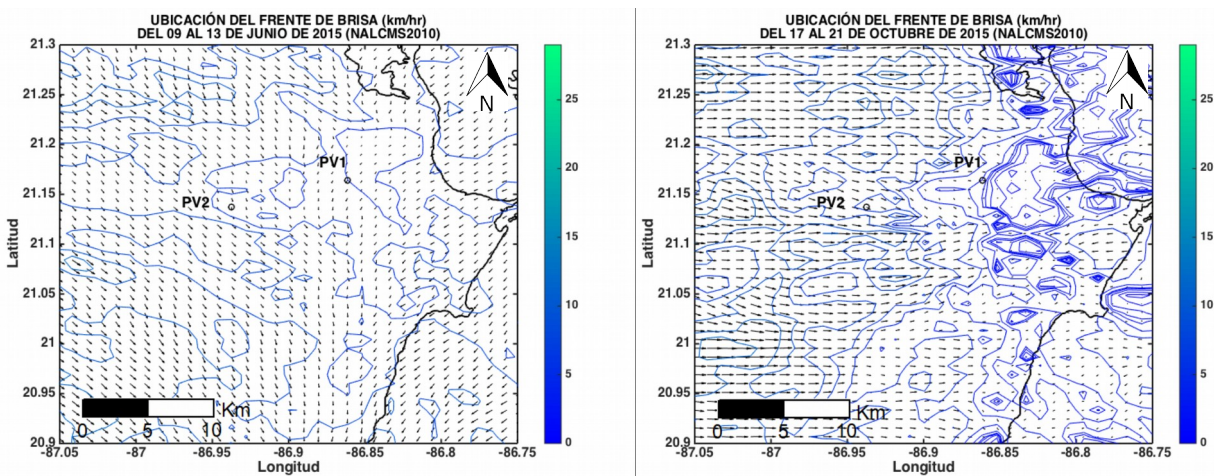 UBICACIÓN DEL FRENTE DE BRISA (km/hr)
DEL 09 AL 13 DE JUNIO DE 2015 (NALCMS2010)
21.3
21.25
21.2
21.15
21.1
21.05
21
20.95
20.9
Latitud
-87.05
-87
-86.95
-86.9
-86.85
-86.8
-86.75
Longitud
PV1
PV2
N
0 5 10 Km
25
20
15
10
5
0
UBICACIÓN DEL FRENTE DE BRISA (km/hr)
DEL 17 AL 21 DE OCTUBRE DE 2015 (NALCMS2010)
21.3
21.25
21.2
21.15
21.1
21.05
21
20.95
20.9
Latitud
-87.05
-87
-86.95
-86.9
-86.85
-86.8
-86.75
Longitud
PV1
PV2
N
0 5 10 Km
25
20
15
10
5
0